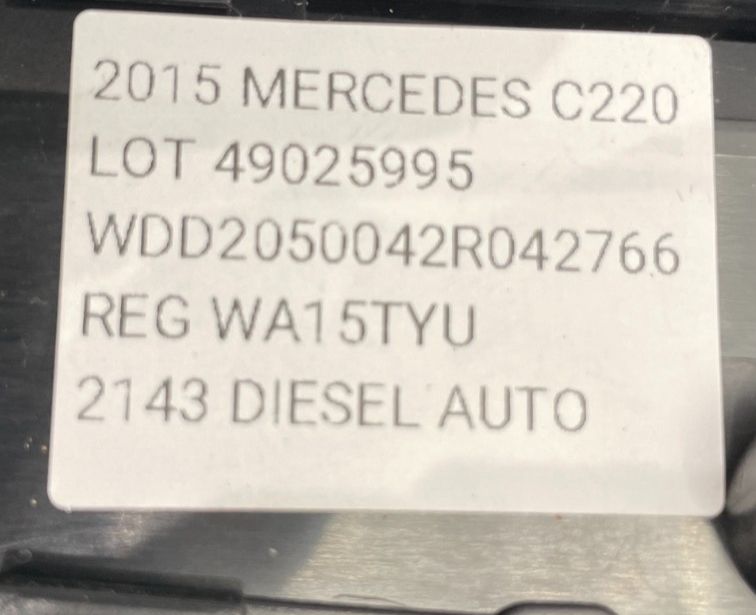 2015 MERCEDES C220
LOT 49025995
WDD2050042R042766
REG WA15TYU
2143 DIESEL AUTO